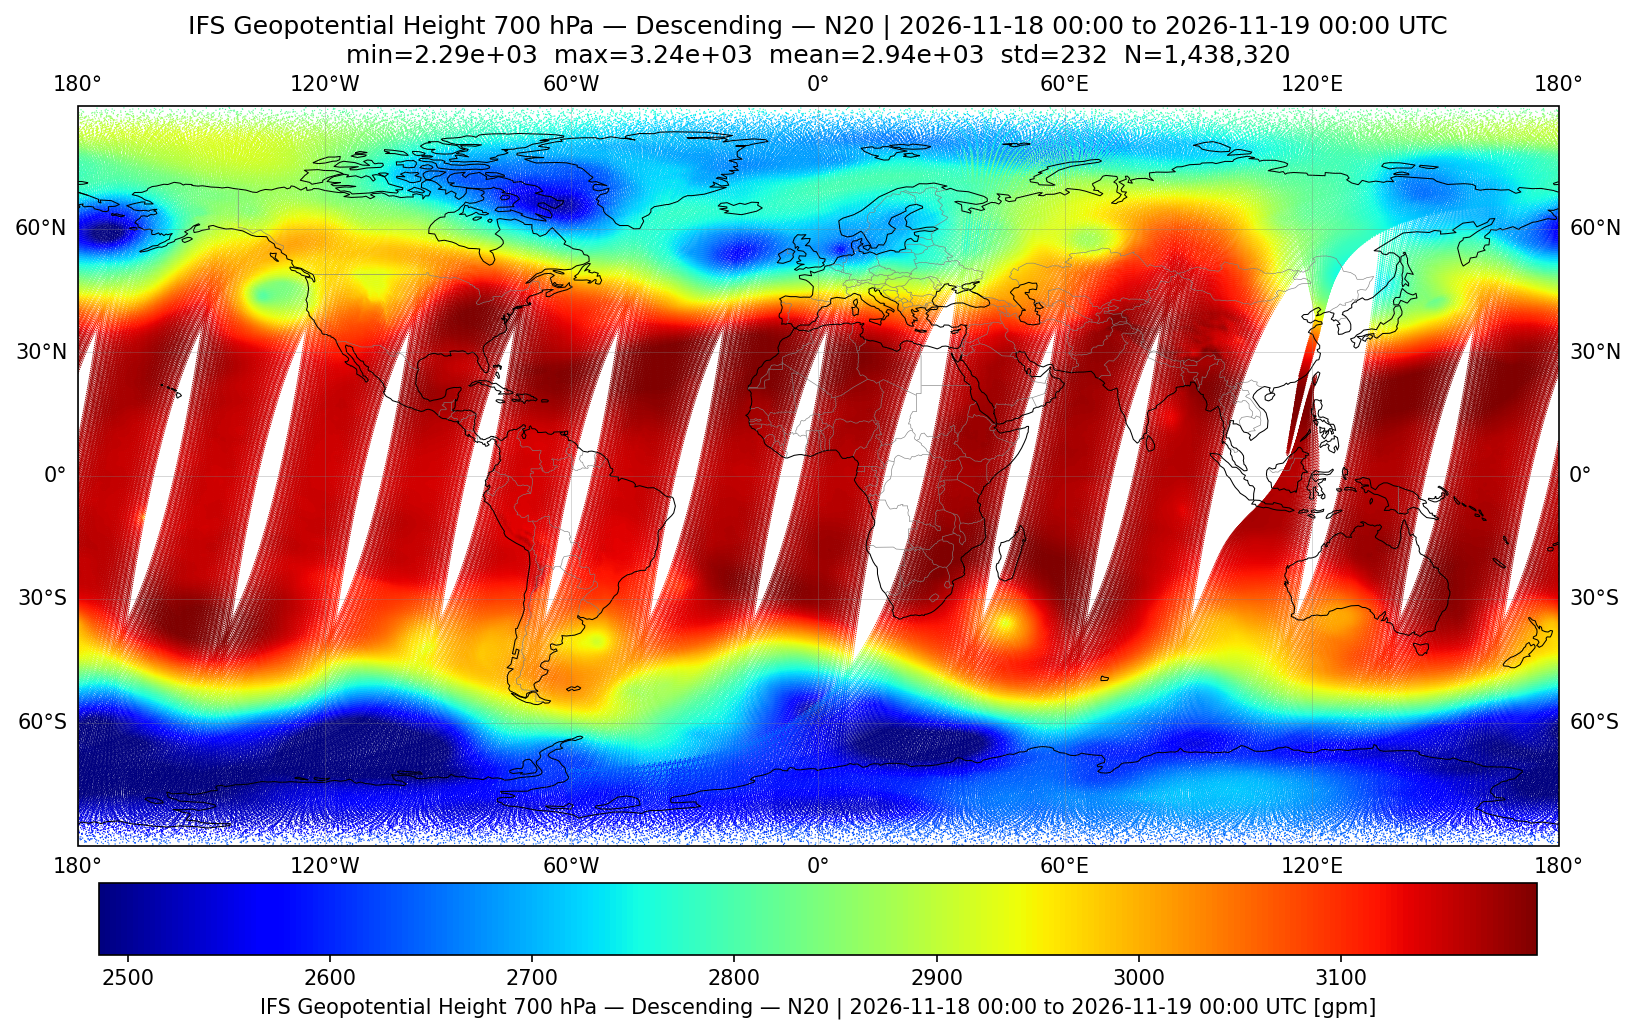 IFS Geopotential Height 700 hPa — Descending — N20 | 2026-11-18 00:00 to 2026-11-19 00:00 UTC
min=2.29e+03  max=3.24e+03  mean=2.94e+03  std=232  N=1,438,320
180° 120°W 60°W 0° 60°E 120°E 180°
60°N 60°N
30°N 30°N
0° 0°
30°S 30°S
60°S 60°S
180° 120°W 60°W 0° 60°E 120°E 180°
2500 2600 2700 2800 2900 3000 3100
IFS Geopotential Height 700 hPa — Descending — N20 | 2026-11-18 00:00 to 2026-11-19 00:00 UTC [gpm]